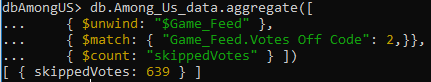 dbAmongUS> db.Among_Us_data.aggregate([
...     { $unwind: "$Game_Feed" },
...     { $match: { "Game_Feed.Votes Off Code": 2,}},
...     { $count: "skippedVotes" } ])
[ { skippedVotes: 639 } ]